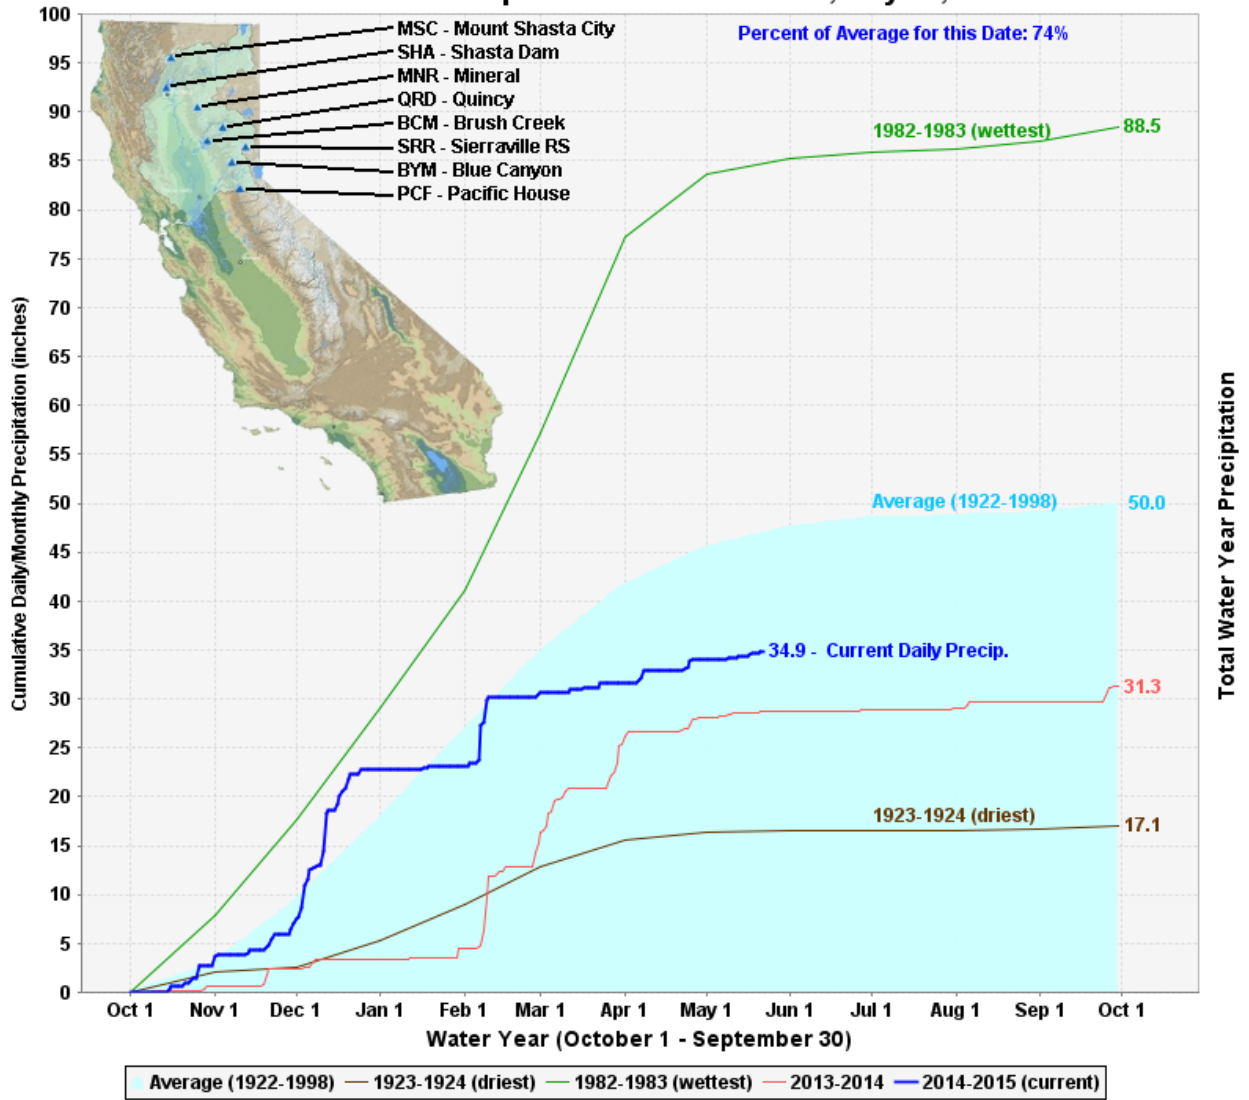 100
95
90
85
80
75
70
65
60
55
50
45
40
35
30
25
20
15
10
5
0
Cumulative Daily/Monthly Precipitation (inches)
MSC - Mount Shasta City
SHA - Shasta Dam
MNR - Mineral
QRD - Quincy
BCM - Brush Creek
SRR - Sierraville RS
BYM - Blue Canyon
PCF - Pacific House
Percent of Average for this Date: 74%
1982-1983 (wettest)
88.5
Average (1922-1998)
50.0
34.9 - Current Daily Precip.
31.3
1923-1924 (driest)
17.1
Total Water Year Precipitation
Oct 1 Nov 1 Dec 1 Jan 1 Feb 1 Mar 1 Apr 1 May 1 Jun 1 Jul 1 Aug 1 Sep 1 Oct 1
Water Year (October 1 - September 30)
Average (1922-1998) 1923-1924 (driest) 1982-1983 (wettest) 2013-2014 2014-2015 (current)